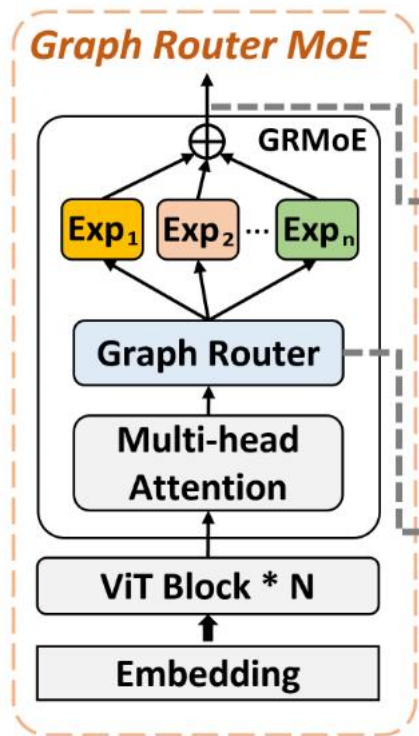 Graph Router MoE
GRMoE
Exp1 Exp2 ... Expn
Graph Router
Multi-head
Attention
ViT Block * N
Embedding